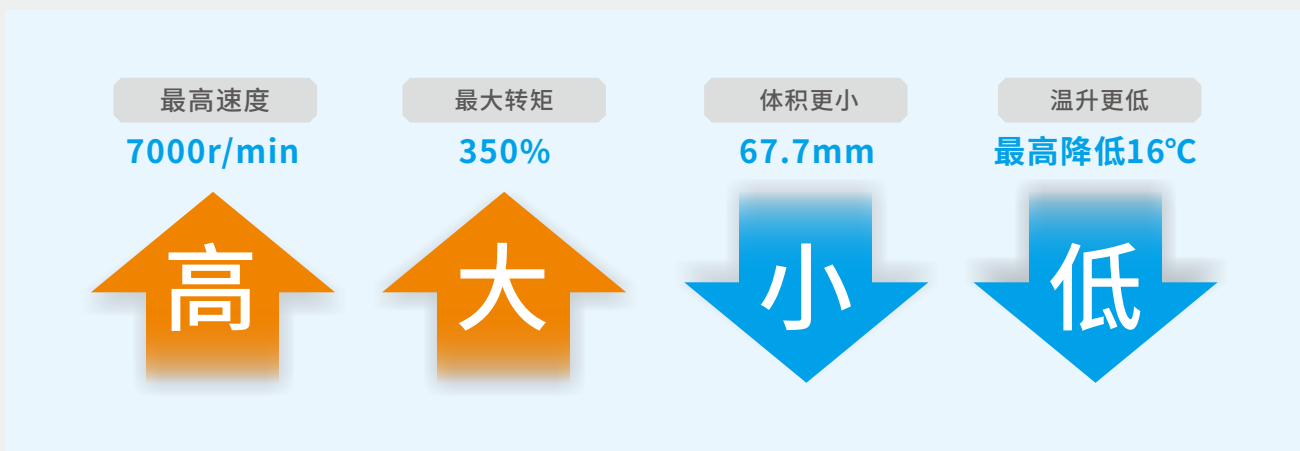 最高速度
7000r/min
高
最大转矩
350%
大
体积更小
67.7mm
小
温升更低
最高降低16℃
低